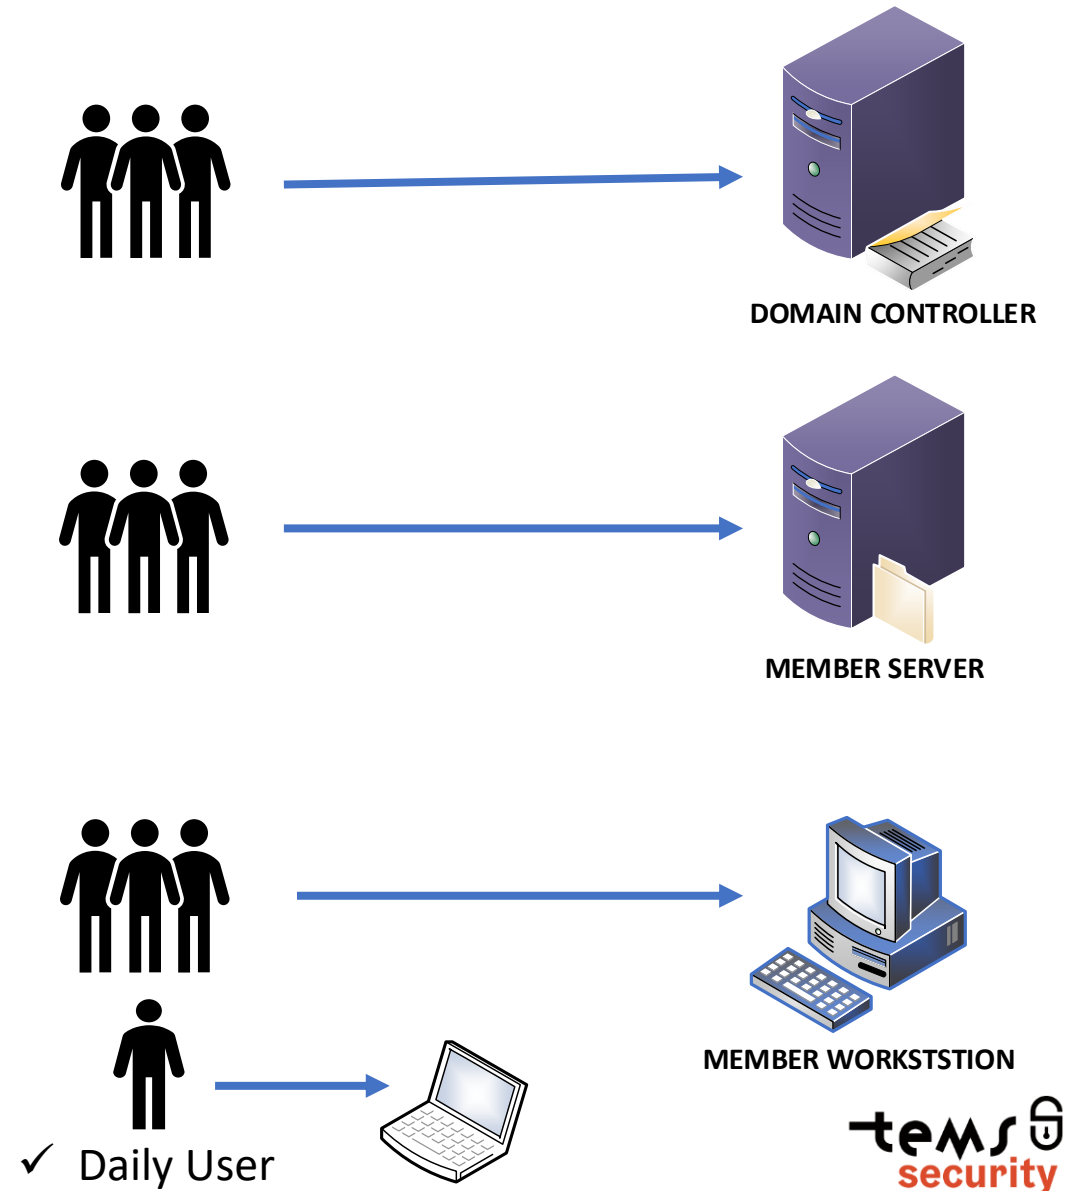 DOMAIN CONTROLLER
MEMBER SERVER
MEMBER WORKSTSTION
✓ Daily User
tems
security